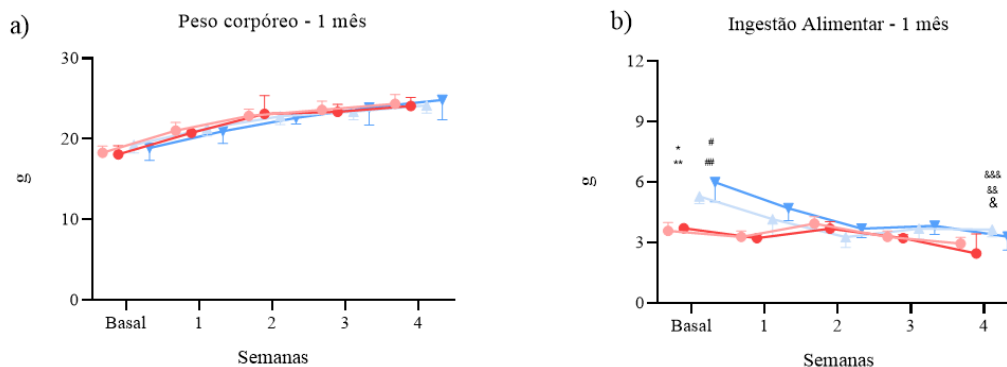 a)
Peso corpóreo - 1 mês
30
20
10
0
g
Basal 1 2 3 4
Semanas
b)
Ingestão Alimentar - 1 mês
12
9
6
3
0
g
*
**
#
##
&&&
&&
&
Basal 1 2 3 4
Semanas